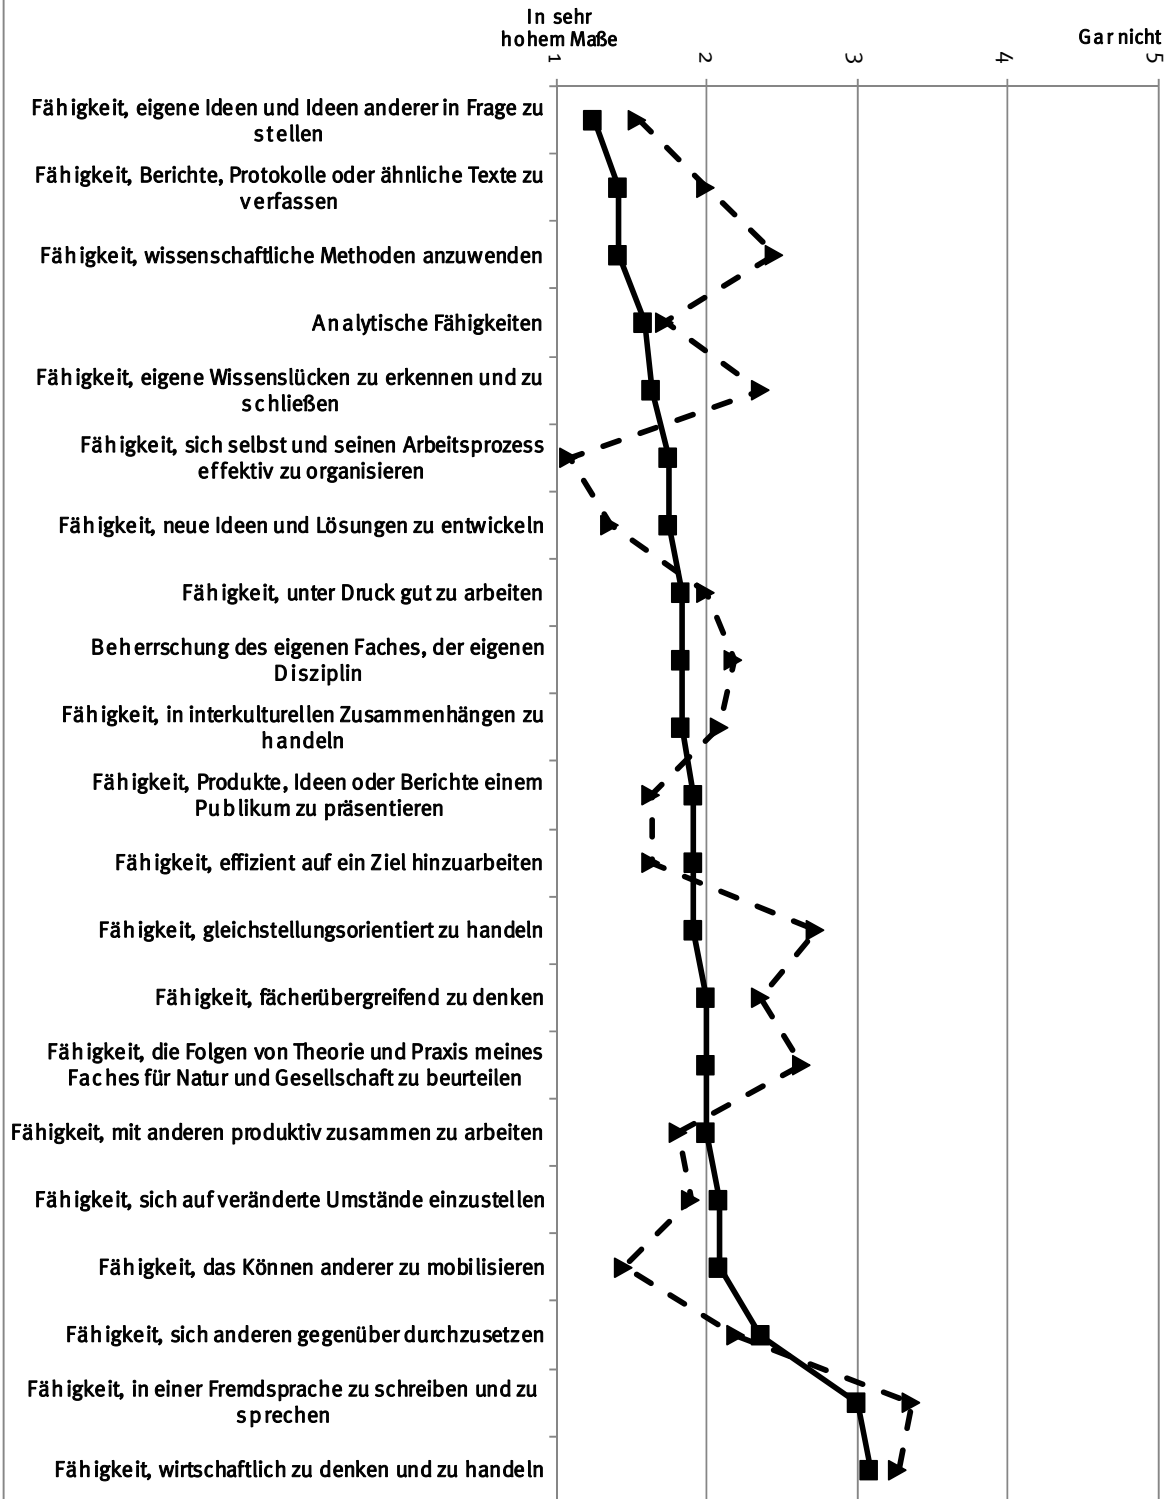 In sehr
hohem Maße
Gar nicht
1
2
3
4
5
Fähigkeit, eigene Ideen und Ideen anderer in Frage zu
stellen
Fähigkeit, Berichte, Protokolle oder ähnliche Texte zu
verfassen
Fähigkeit, wissenschaftliche Methoden anzuwenden
Analytische Fähigkeiten
Fähigkeit, eigene Wissenslücken zu erkennen und zu
schließen
Fähigkeit, sich selbst und seinen Arbeitsprozess
effektiv zu organisieren
Fähigkeit, neue Ideen und Lösungen zu entwickeln
Fähigkeit, unter Druck gut zu arbeiten
Beherrschung des eigenen Faches, der eigenen
Disziplin
Fähigkeit, in interkulturellen Zusammenhängen zu
handeln
Fähigkeit, Produkte, Ideen oder Berichte einem
Publikum zu präsentieren
Fähigkeit, effizient auf ein Ziel hinzuarbeiten
Fähigkeit, gleichstellungsorientiert zu handeln
Fähigkeit, fächerübergreifend zu denken
Fähigkeit, die Folgen von Theorie und Praxis meines
Faches für Natur und Gesellschaft zu beurteilen
Fähigkeit, mit anderen produktiv zusammen zu arbeiten
Fähigkeit, sich auf veränderte Umstände einzustellen
Fähigkeit, das Können anderer zu mobilisieren
Fähigkeit, sich anderen gegenüber durchzusetzen
Fähigkeit, in einer Fremdsprache zu schreiben und zu
sprechen
Fähigkeit, wirtschaftlich zu denken und zu handeln